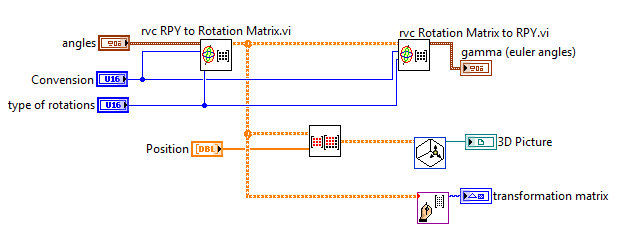 rvc RPY to Rotation Matrix.vi
rvc Rotation Matrix to RPY.vi
angles
gamma (euler angles)
Convension
U16
type of rotations
U16
Position
DBL
3D Picture
transformation matrix